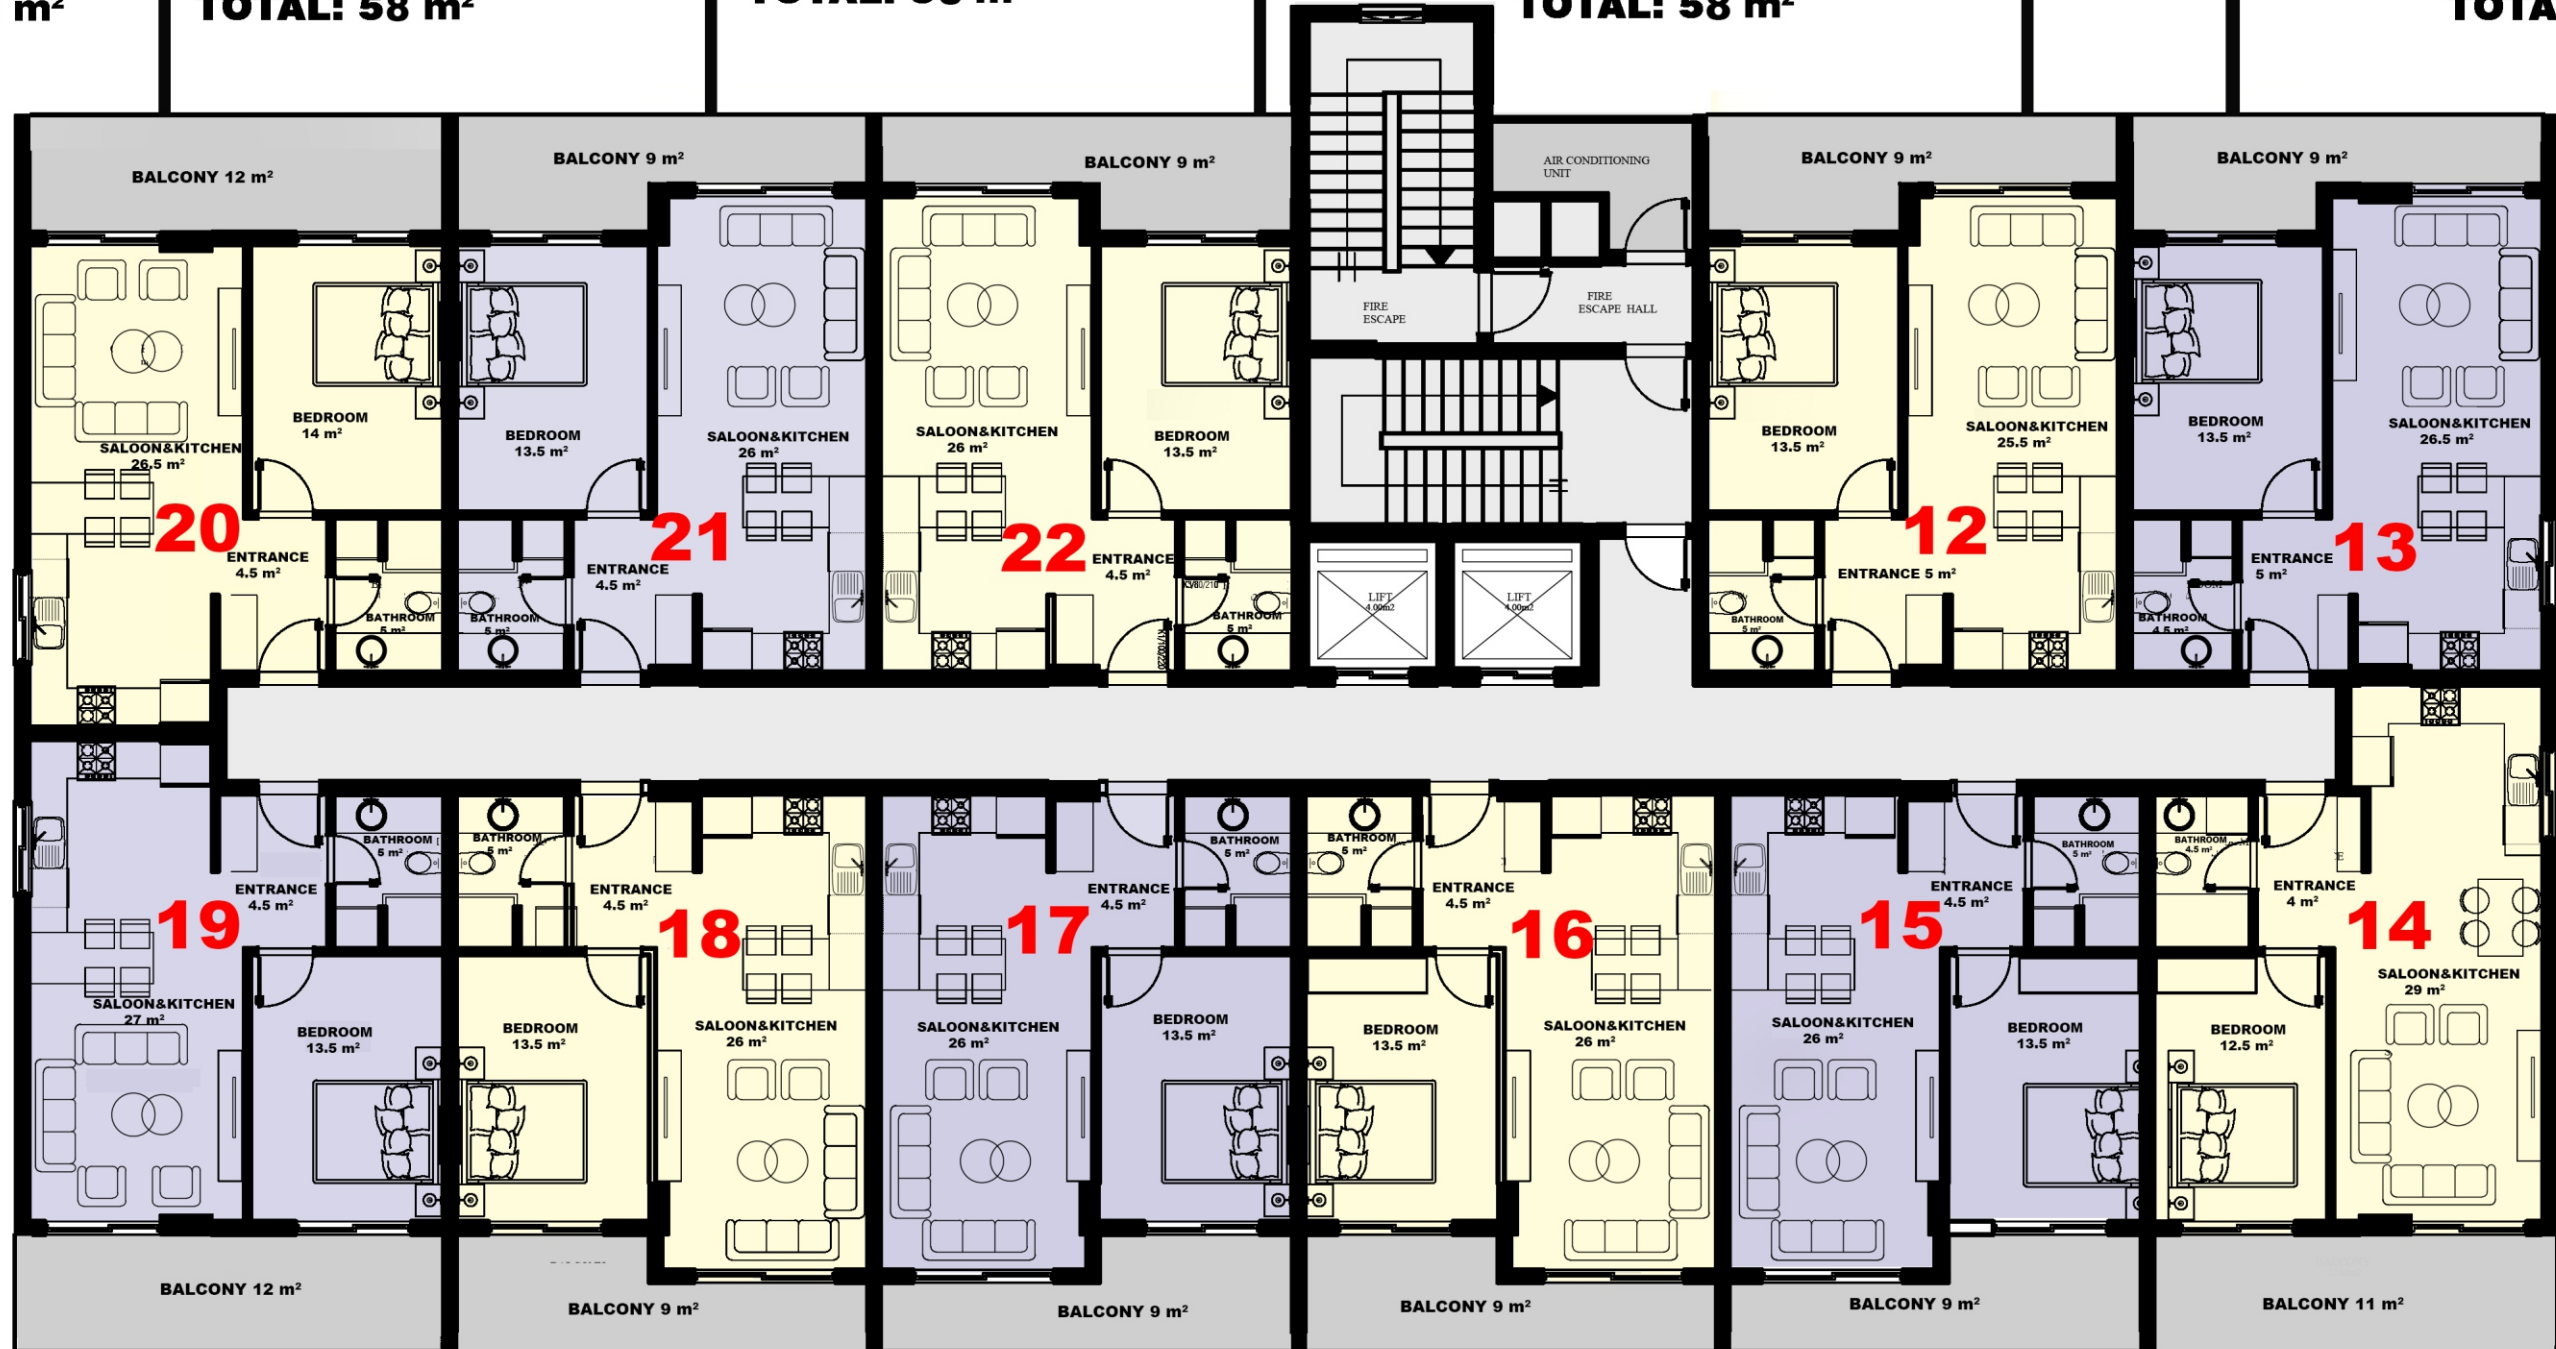 m²
TOTAL: 58 m²
TOTAL: 58 m²
BALCONY 12 m²
BALCONY 9 m²
BALCONY 9 m²
AIR CONDITIONING
UNIT
BALCONY 9 m²
BALCONY 9 m²
FIRE
ESCAPE
FIRE
ESCAPE HALL
BEDROOM
14 m²
SALOON&KITCHEN
26.5 m²
20
ENTRANCE
4.5 m²
BATHROOM
5 m²
BEDROOM
13.5 m²
SALOON&KITCHEN
26 m²
21
ENTRANCE
4.5 m²
BATHROOM
5 m²
SALOON&KITCHEN
26 m²
BEDROOM
13.5 m²
22
ENTRANCE
4.5 m²
BATHROOM
5 m²
LIFT
4.00m2
LIFT
4.00m2
BEDROOM
13.5 m²
SALOON&KITCHEN
25.5 m²
12
ENTRANCE 5 m²
BATHROOM
5 m²
BEDROOM
13.5 m²
SALOON&KITCHEN
26.5 m²
13
ENTRANCE
5 m²
BATHROOM
4.5 m²
BATHROOM
5 m²
ENTRANCE
4.5 m²
19
SALOON&KITCHEN
27 m²
BEDROOM
13.5 m²
BALCONY 12 m²
BATHROOM
5 m²
ENTRANCE
4.5 m²
18
BEDROOM
13.5 m²
SALOON&KITCHEN
26 m²
BALCONY 9 m²
BATHROOM
5 m²
ENTRANCE
4.5 m²
17
SALOON&KITCHEN
26 m²
BEDROOM
13.5 m²
BALCONY 9 m²
BATHROOM
5 m²
ENTRANCE
4.5 m²
16
BEDROOM
13.5 m²
SALOON&KITCHEN
26 m²
BALCONY 9 m²
BATHROOM
5 m²
ENTRANCE
4.5 m²
15
SALOON&KITCHEN
26 m²
BEDROOM
13.5 m²
BALCONY 9 m²
BATHROOM
4.5 m²
ENTRANCE
4 m²
14
SALOON&KITCHEN
29 m²
BEDROOM
12.5 m²
BALCONY 11 m²